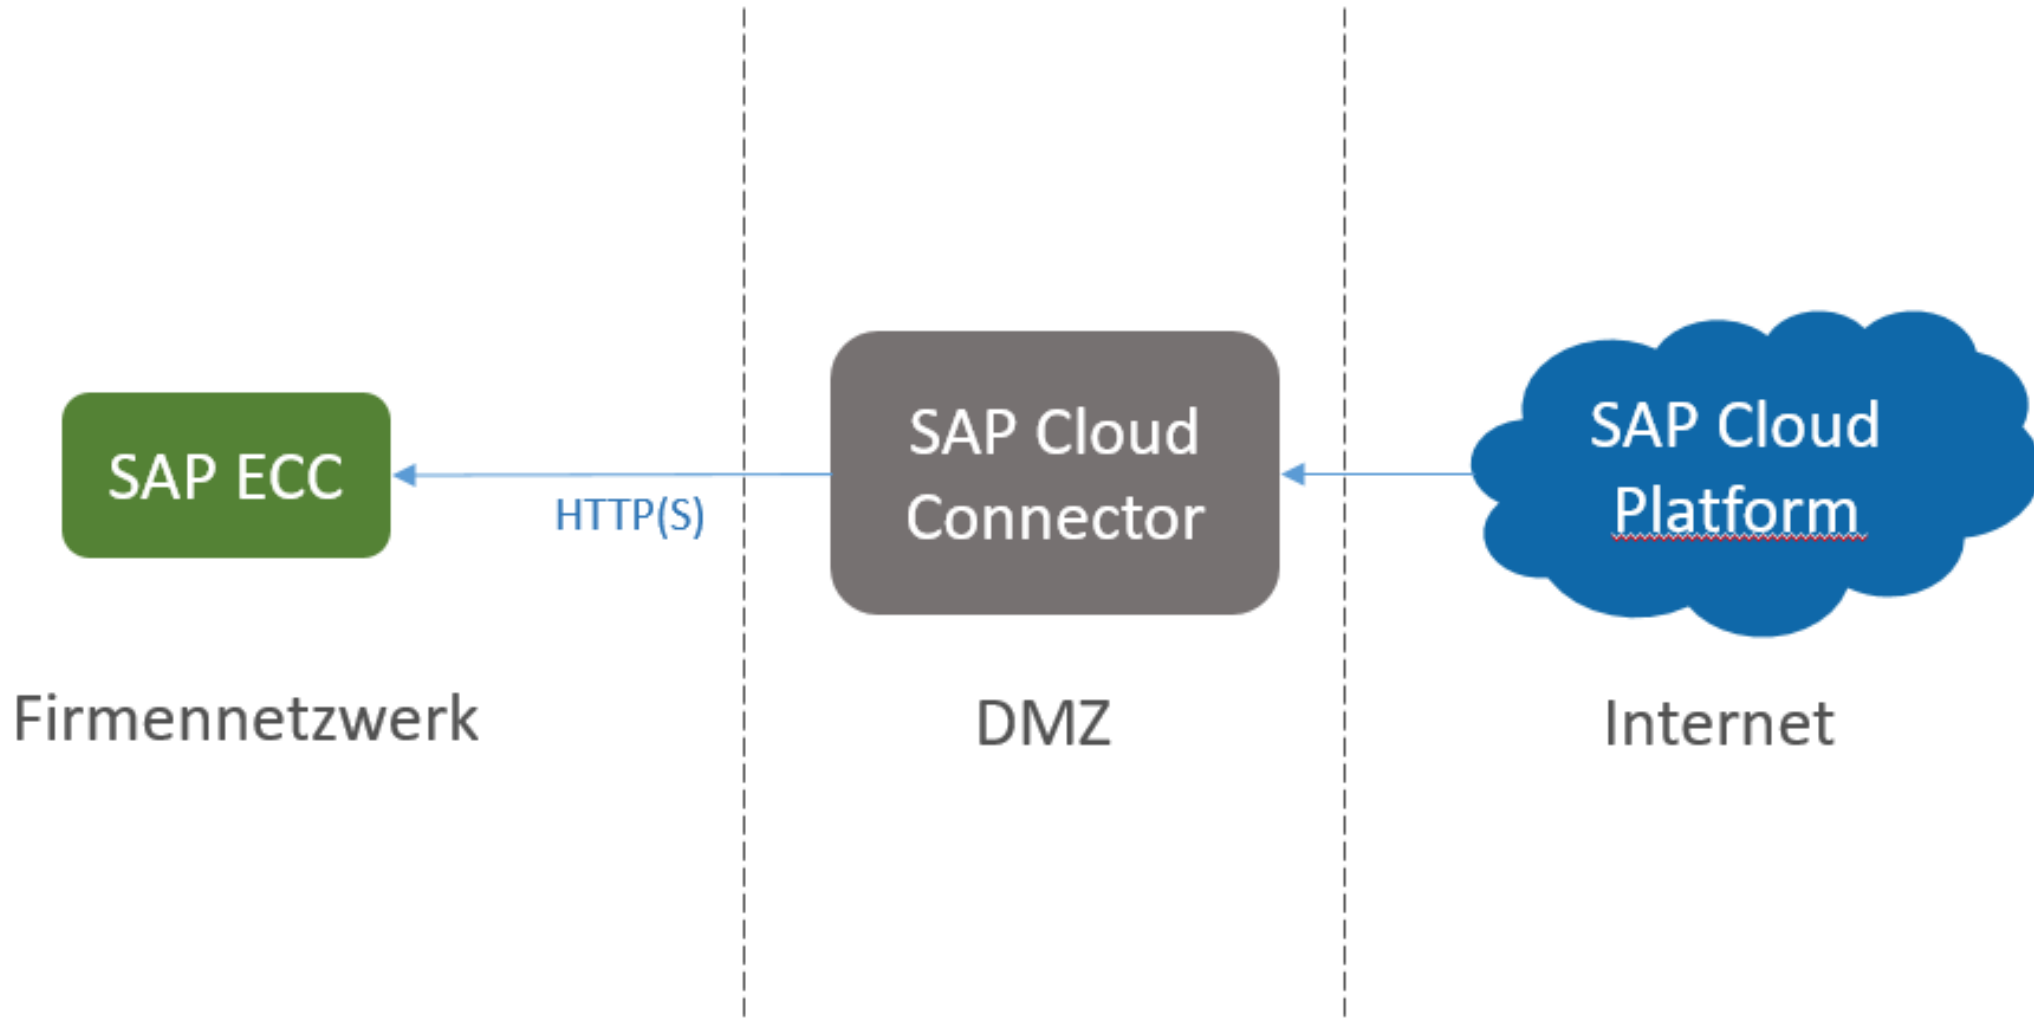 SAP ECC
HTTP(S)
SAP Cloud
Connector
SAP Cloud
Platform
Firmennetzwerk
DMZ
Internet